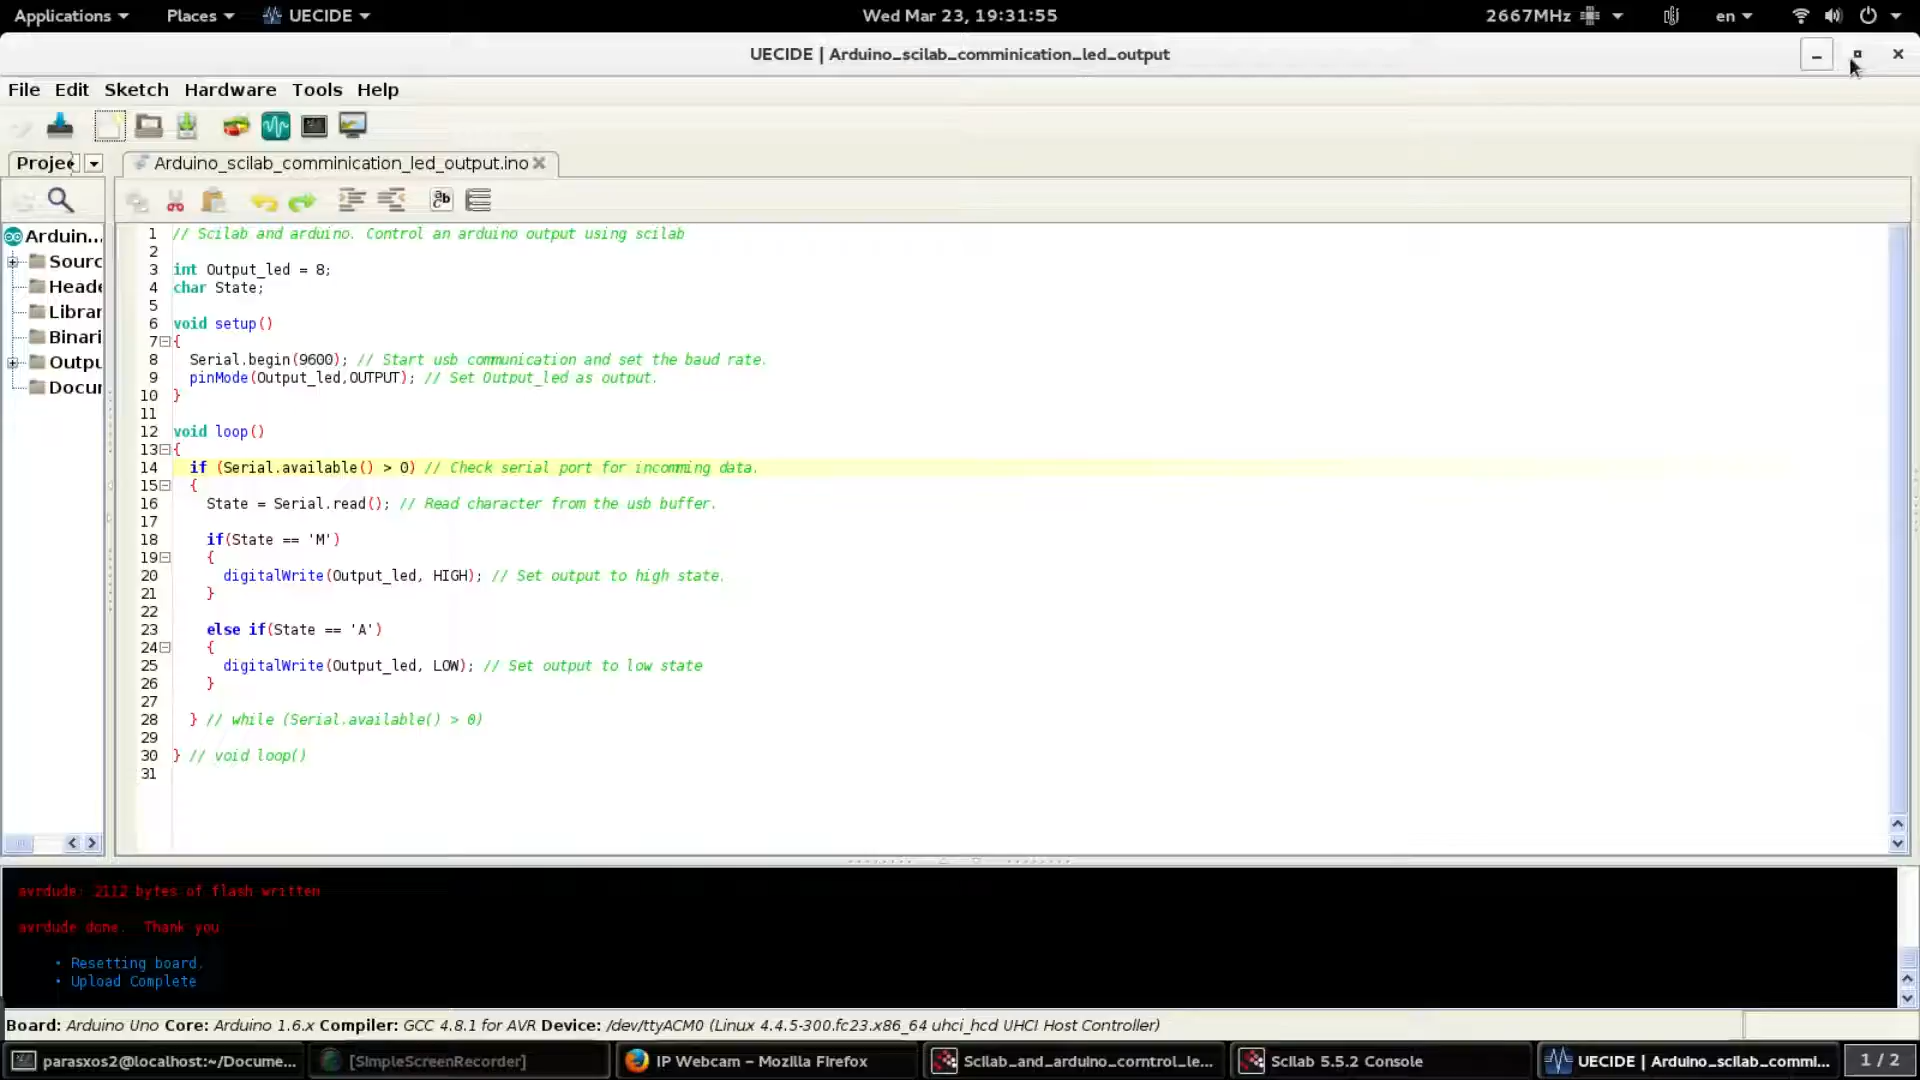 Applications Places UECIDE Wed Mar 23, 19:31:55 2667MHz en
UECIDE | Arduino_scilab_comminication_led_output
File Edit Sketch Hardware Tools Help
Projec Arduino_scilab_comminication_led_output.ino
Arduin...
Sourc
Heade
Librar
Binari
Outpu
Docur
1 // Scilab and arduino. Control an arduino output using scilab
2
3 int Output_led = 8;
4 char State;
5
6 void setup()
7 {
8 Serial.begin(9600); // Start usb communication and set the baud rate.
9 pinMode(Output_led,OUTPUT); // Set Output_led as output.
10 }
11
12 void loop()
13 {
14 if (Serial.available() > 0) // Check serial port for incomming data.
15 {
16 State = Serial.read(); // Read character from the usb buffer.
17
18 if(State == 'M')
19 {
20 digitalWrite(Output_led, HIGH); // Set output to high state.
21 }
22
23 else if(State == 'A')
24 {
25 digitalWrite(Output_led, LOW); // Set output to low state
26 }
27
28 } // while (Serial.available() > 0)
29
30 } // void loop()
31
avrdude: 2112 bytes of flash written
avrdude done. Thank you
• Resetting board.
• Upload Complete
Board: Arduino Uno Core: Arduino 1.6.x Compiler: GCC 4.8.1 for AVR Device: /dev/ttyACM0 (Linux 4.4.5-300.fc23.x86_64 uhci_hcd UHCI Host Controller)
parasxos2@localhost:~/Docume... [SimpleScreenRecorder] IP Webcam – Mozilla Firefox Scilab_and_arduino_corntrol_le... Scilab 5.5.2 Console UECIDE | Arduino_scilab_commi... 1 / 2